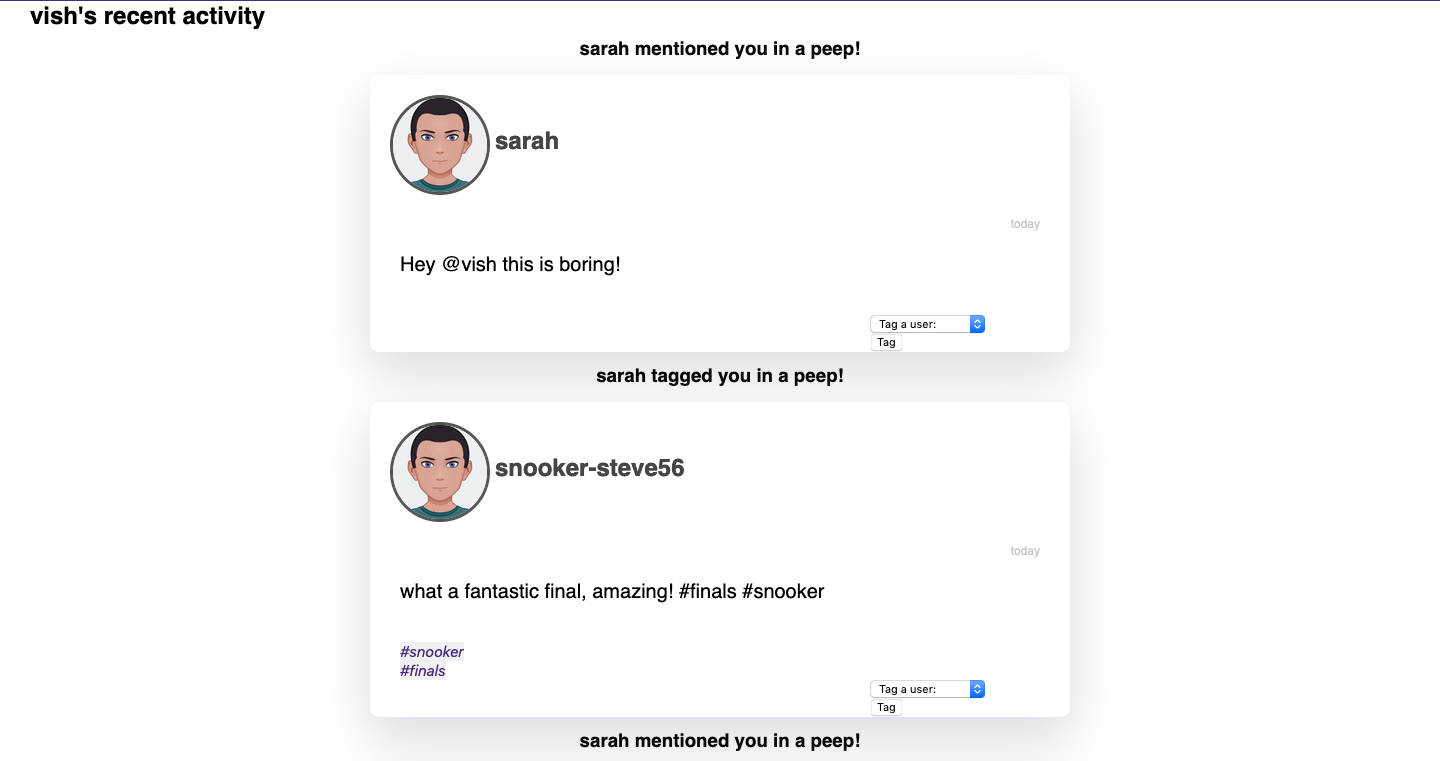 vish's recent activity
sarah mentioned you in a peep!
sarah
today
Hey @vish this is boring!
Tag a user:
Tag
sarah tagged you in a peep!
snooker-steve56
today
what a fantastic final, amazing! #finals #snooker
#snooker
#finals
Tag a user:
Tag
sarah mentioned you in a peep!